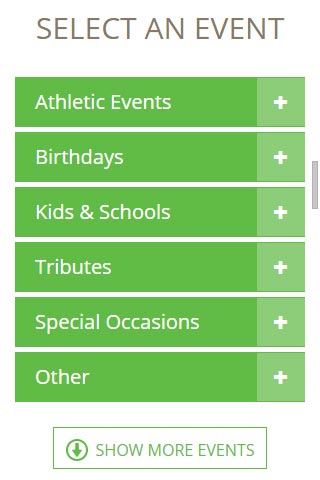 SELECT AN EVENT
Athletic Events
Birthdays
Kids & Schools
Tributes
Special Occasions
Other
SHOW MORE EVENTS